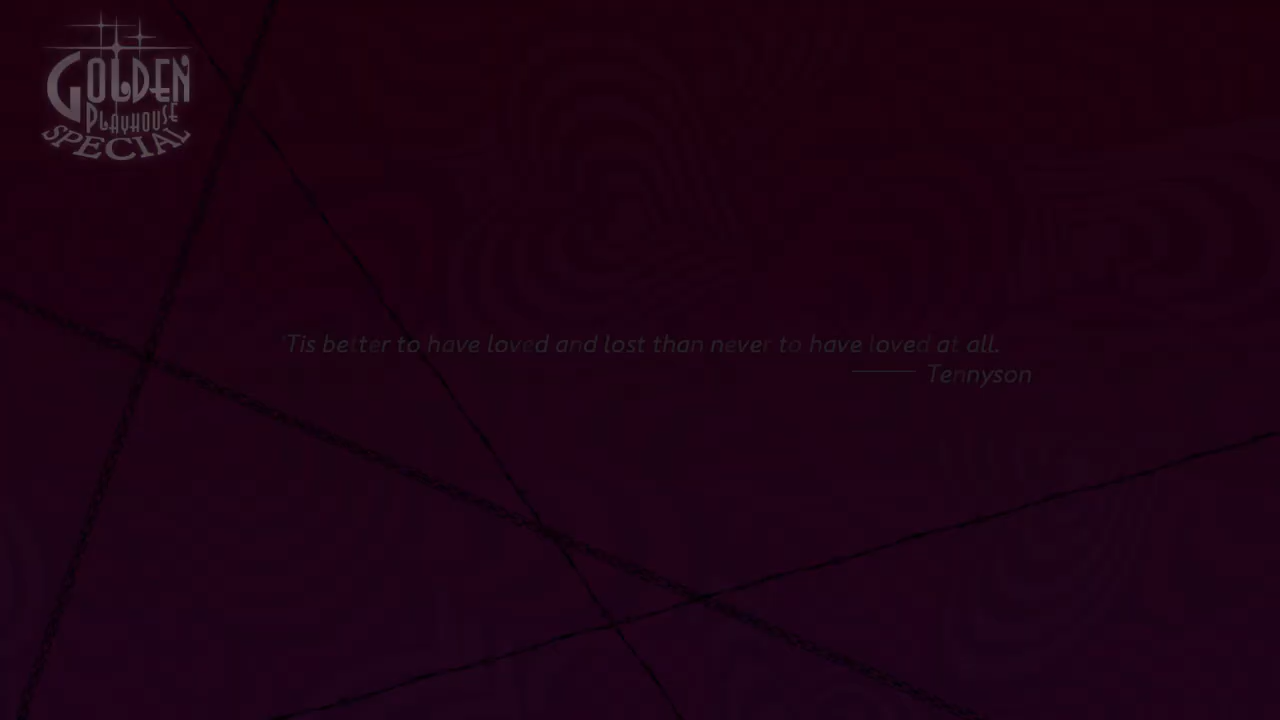 GOLDEN
PLAYHOUSE
SPECIAL
'Tis better to have loved and lost than never to have loved at all.
Tennyson